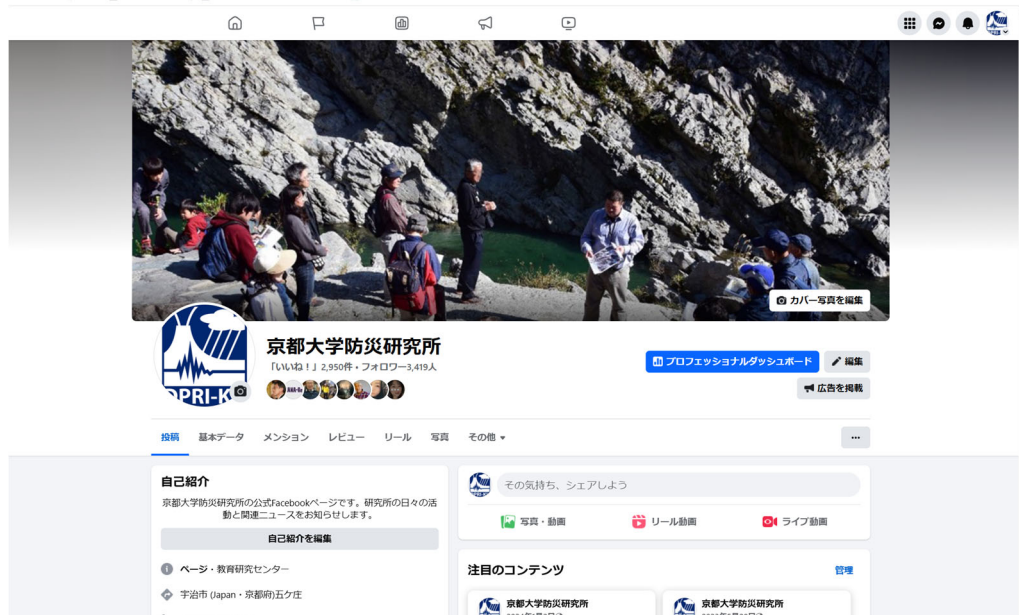 カバー写真を編集
DPRI-K
京都大学防災研究所
「いいね！」2,950件・フォロワー3,419人
プロフェッショナルダッシュボード
編集
広告を掲載
投稿 基本データ メンション レビュー リール 写真 その他
自己紹介
京都大学防災研究所の公式Facebookページです。研究所の日々の活
動と関連ニュースをお知らせします。
自己紹介を編集
ページ・教育研究センター
宇治市 (Japan・京都府)五ケ庄
その気持ち、シェアしよう
写真・動画 リール動画 ライブ動画
注目のコンテンツ 管理
京都大学防災研究所
京都大学防災研究所